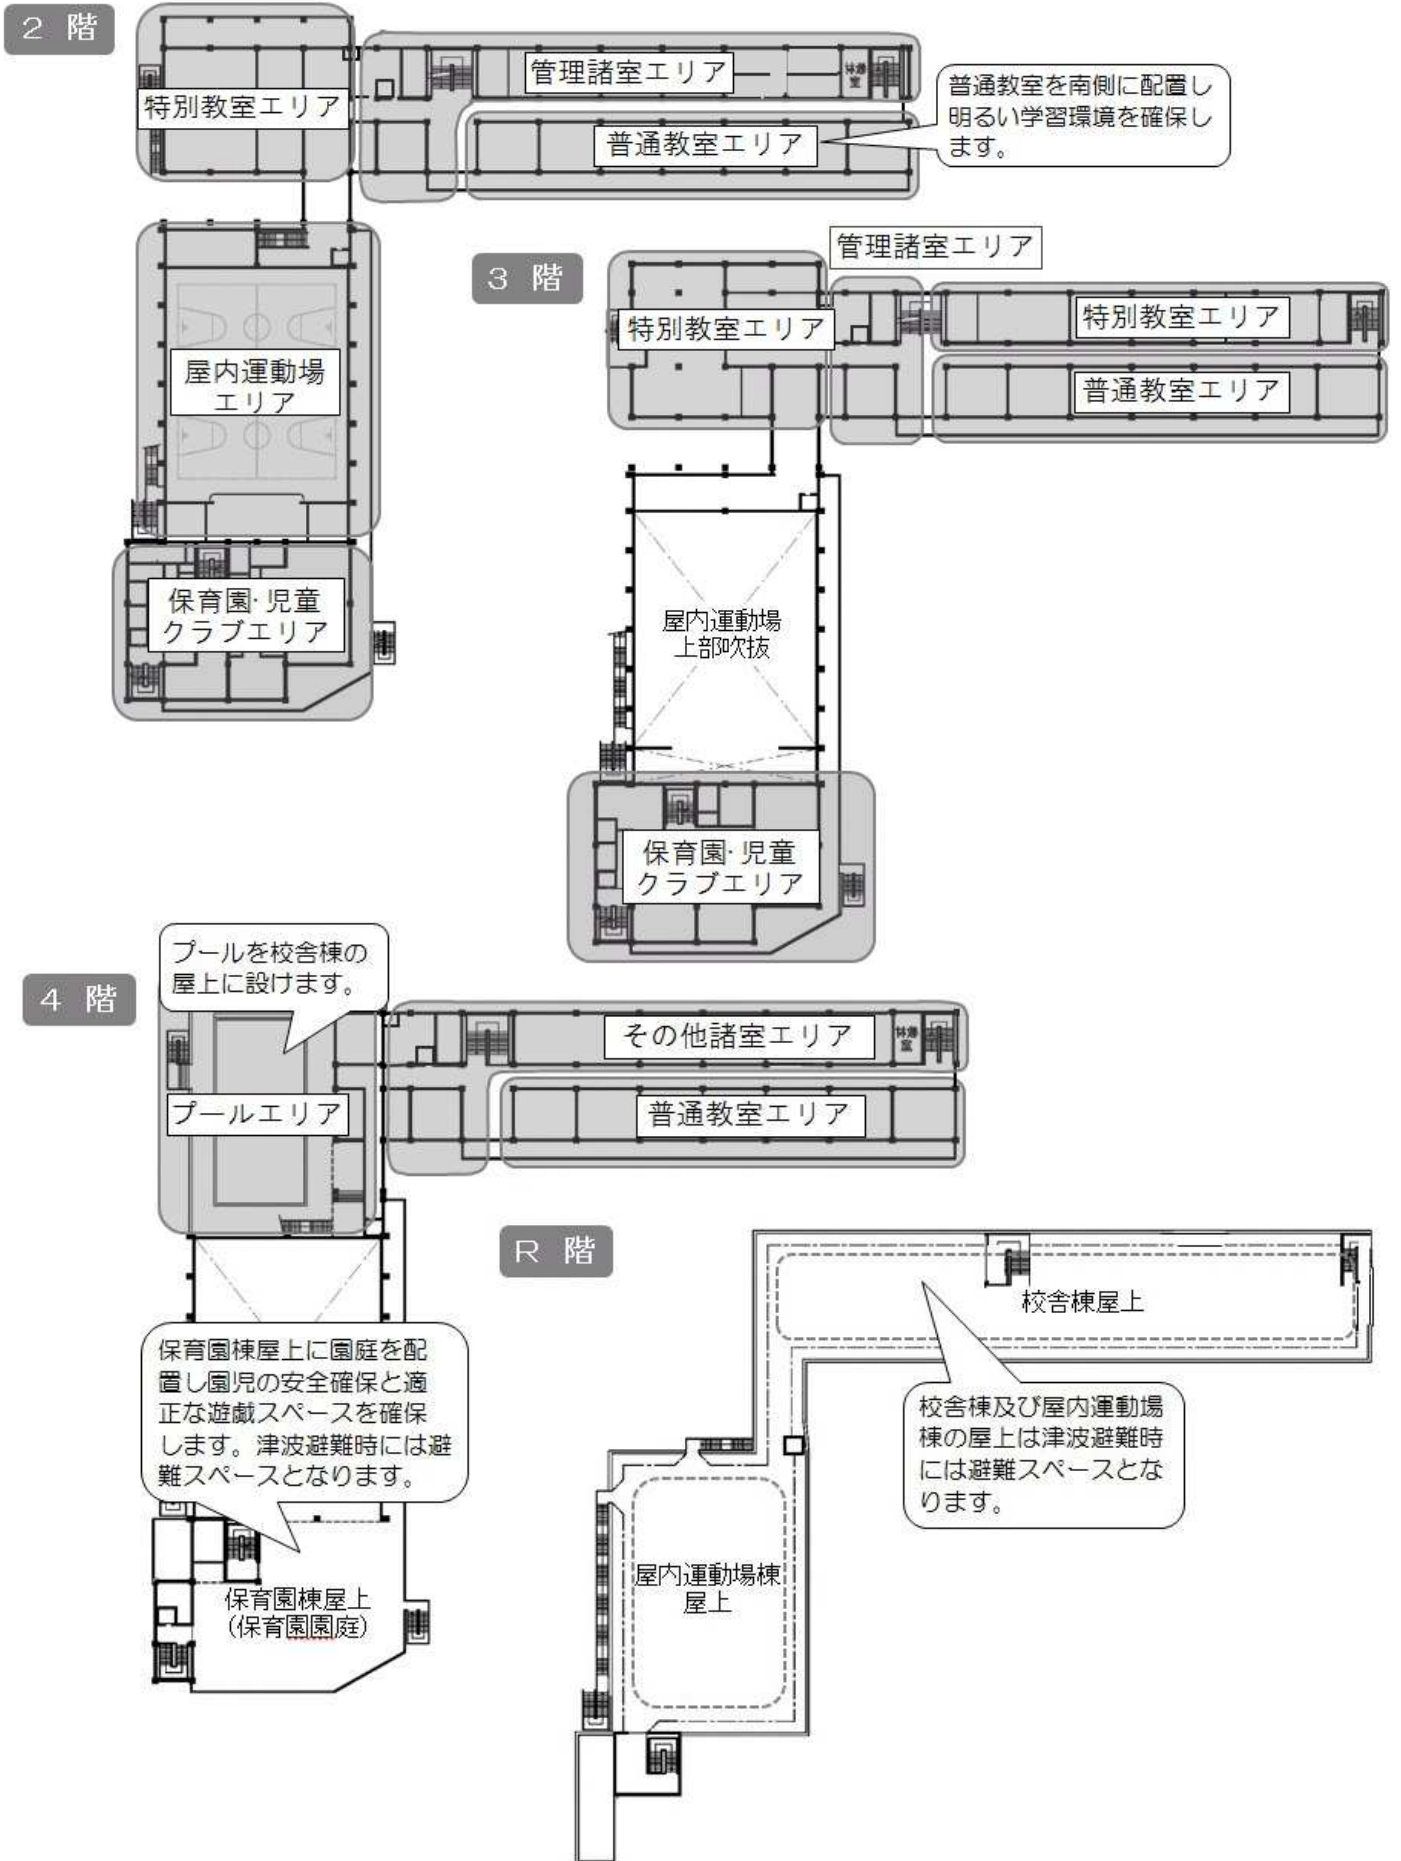 2 階
管理諸室エリア
特別教室エリア
普通教室エリア
普通教室を南側に配置し
明るい学習環境を確保し
ます。
屋内運動場
エリア
保育園･児童
クラブエリア
3 階
管理諸室エリア
特別教室エリア
特別教室エリア
普通教室エリア
屋内運動場
上部吹抜
保育園･児童
クラブエリア
4 階
プールを校舎棟の
屋上に設けます。
プールエリア
その他諸室エリア
普通教室エリア
保育園棟屋上に園庭を配
置し園児の安全確保と適
正な遊戯スペースを確保
します。津波避難時には避
難スペースとなります。
保育園棟屋上
(保育園園庭)
R 階
校舎棟屋上
校舎棟及び屋内運動場
棟の屋上は津波避難時
には避難スペースとな
ります。
屋内運動場棟
屋上